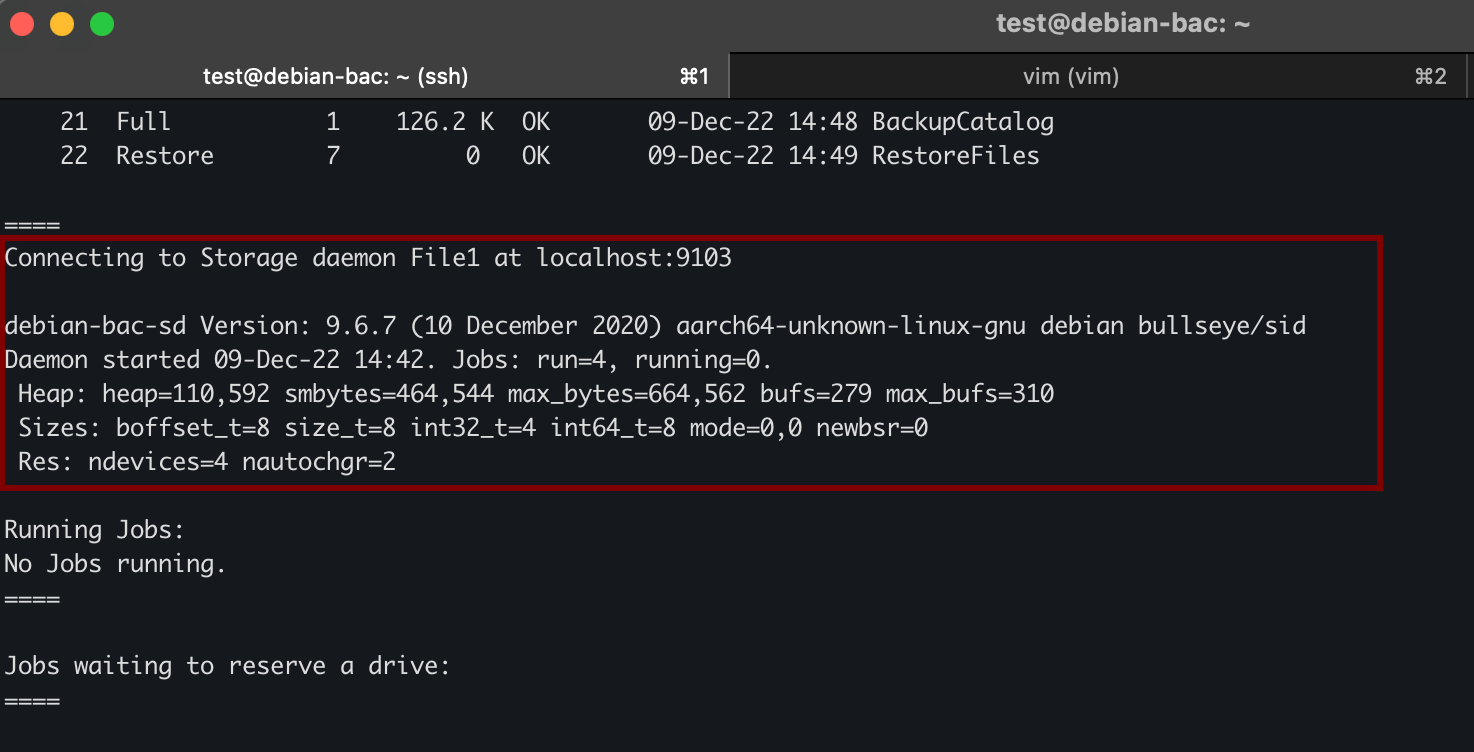 test@debian-bac: ~
test@debian-bac: ~ (ssh) ⌘1 vim (vim) ⌘2
21 Full 1 126.2 K OK 09-Dec-22 14:48 BackupCatalog
22 Restore 7 0 OK 09-Dec-22 14:49 RestoreFiles
====
Connecting to Storage daemon File1 at localhost:9103
debian-bac-sd Version: 9.6.7 (10 December 2020) aarch64-unknown-linux-gnu debian bullseye/sid
Daemon started 09-Dec-22 14:42. Jobs: run=4, running=0.
Heap: heap=110,592 smbytes=464,544 max_bytes=664,562 bufs=279 max_bufs=310
Sizes: boffset_t=8 size_t=8 int32_t=4 int64_t=8 mode=0,0 newbsr=0
Res: ndevices=4 nautochgr=2
Running Jobs:
No Jobs running.
====
Jobs waiting to reserve a drive:
====